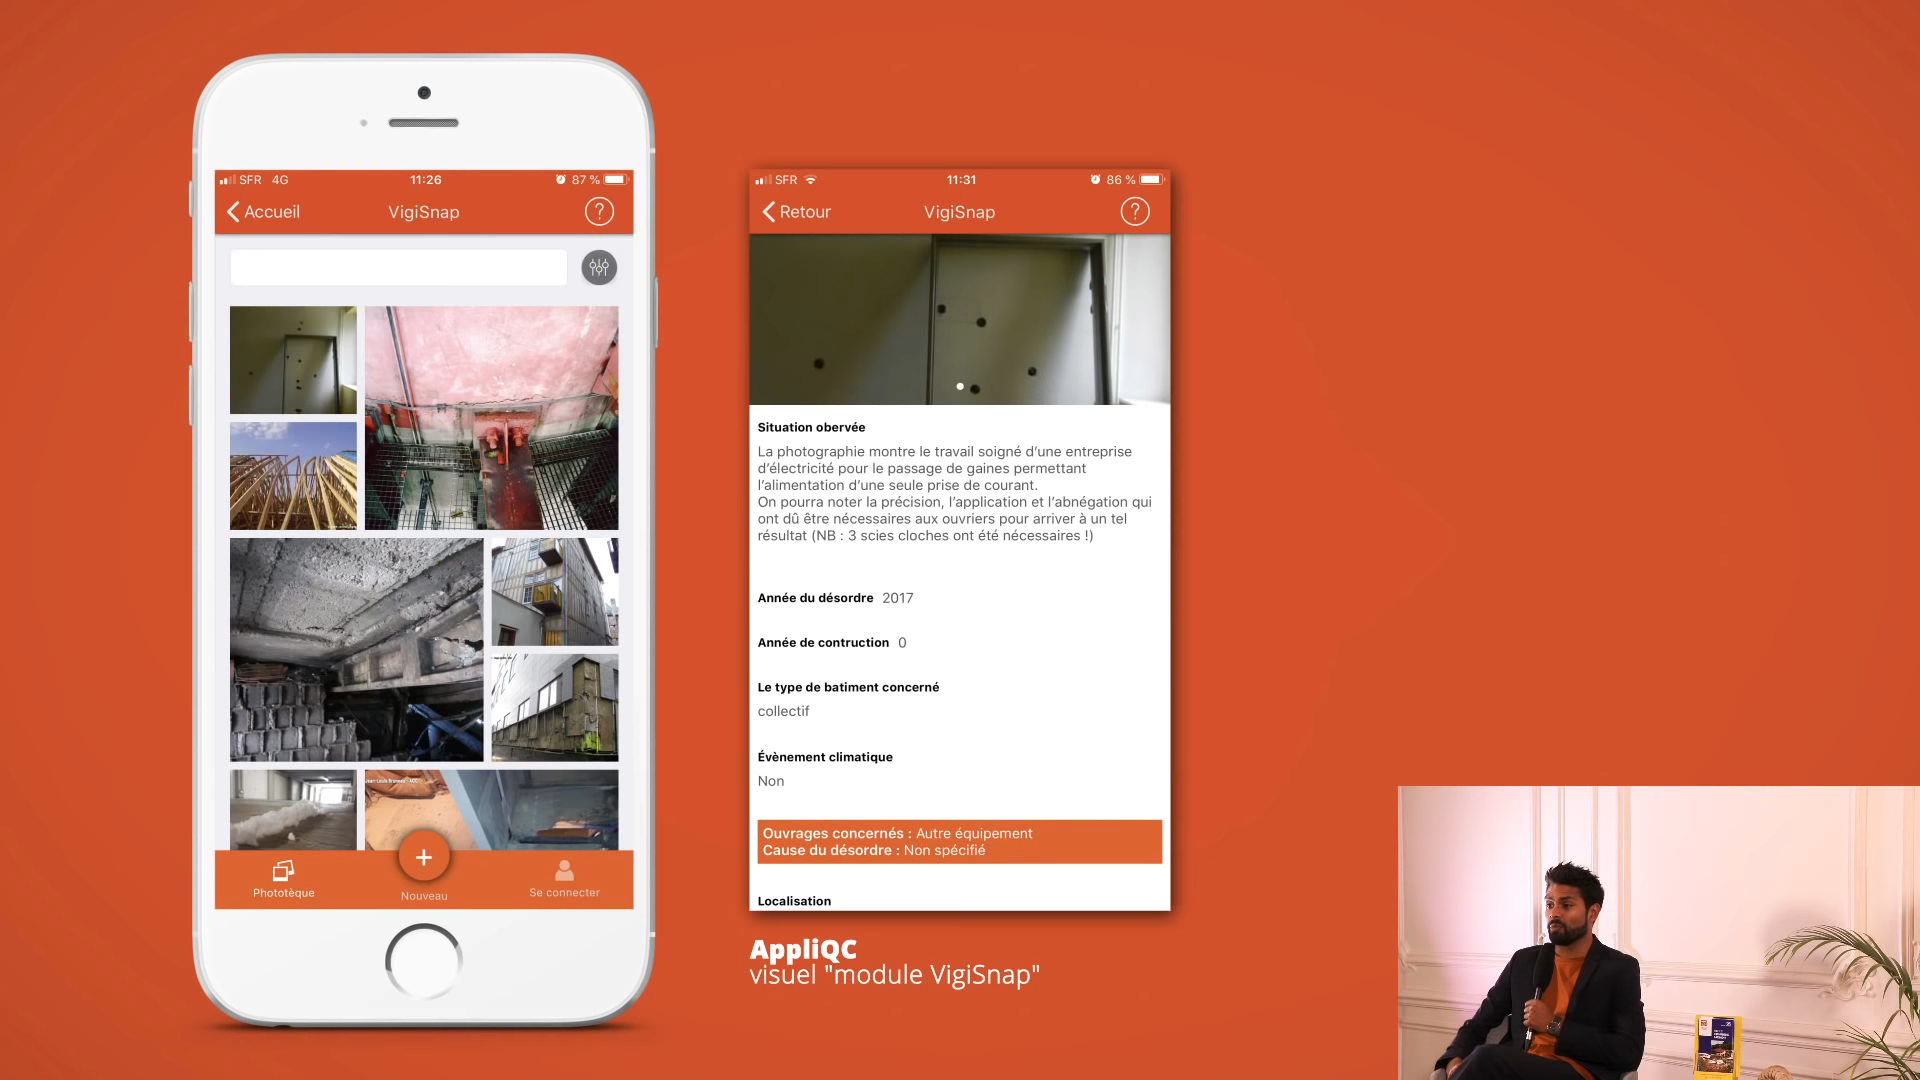 SFR 4G 11:26 87 %
Accueil VigiSnap ?
Jean Louis Brunneau - AQC
Phototèque
+
Nouveau
Se connecter
SFR 11:31 86 %
Retour VigiSnap ?
Situation obervée
La photographie montre le travail soigné d'une entreprise
d'électricité pour le passage de gaines permettant
l'alimentation d'une seule prise de courant.
On pourra noter la précision, l'application et l'abnégation qui
ont dû être nécessaires aux ouvriers pour arriver à un tel
résultat (NB : 3 scies cloches ont été nécessaires !)
Année du désordre 2017
Année de contruction 0
Le type de batiment concerné
collectif
Évènement climatique
Non
Ouvrages concernés : Autre équipement
Cause du désordre : Non spécifié
Localisation
AppliQC
visuel "module VigiSnap"